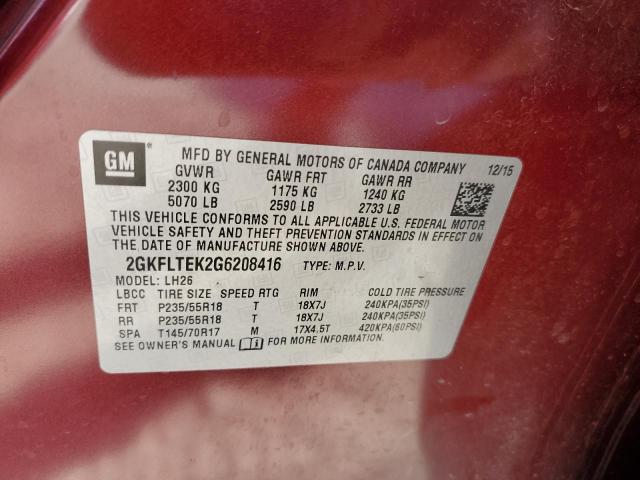 GM
MFD BY GENERAL MOTORS OF CANADA COMPANY 12/15
GVWR GAWR FRT GAWR RR
2300 KG 1175 KG 1240 KG
5070 LB 2590 LB 2733 LB
THIS VEHICLE CONFORMS TO ALL APPLICABLE U.S. FEDERAL MOTOR
VEHICLE SAFETY AND THEFT PREVENTION STANDARDS IN EFFECT ON
THE DATE OF MANUFACTURE SHOWN ABOVE.
2GKFLTEK2G6208416 TYPE: M.P.V.
MODEL: LH26
LBCC TIRE SIZE SPEED RTG RIM COLD TIRE PRESSURE
FRT P235/55R18 T 18X7J 240KPA(35PSI)
RR P235/55R18 T 18X7J 240KPA(35PSI)
SPA T145/70R17 M 17X4.5T 420KPA(60PSI)
SEE OWNER'S MANUAL FOR MORE INFORMATION.